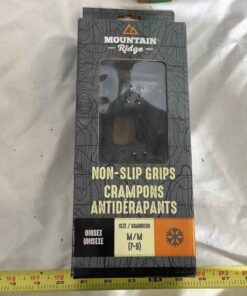 MOUNTAIN
Ridge
NON-SLIP GRIPS
CRAMPONS
ANTIDÉRAPANTS
UNISEX
UNISEXE
SIZE / GRANDEUR
M/M
(7-9)